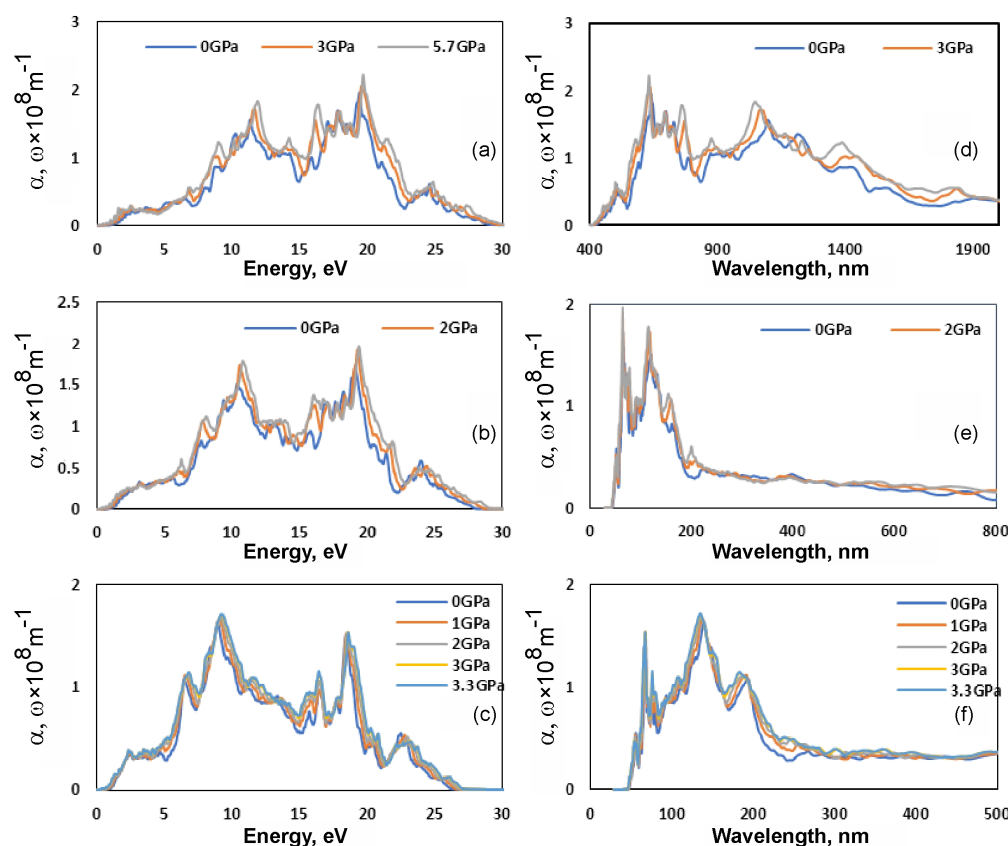 α, ω×10⁸m⁻¹
3
2
1
0
0GPa 3GPa 5.7GPa
(a)
0 5 10 15 20 25 30
Energy, eV
α, ω×10⁸m⁻¹
3
2
1
0
0GPa 3GPa
(d)
400 900 1400 1900
Wavelength, nm
α, ω×10⁸m⁻¹
2.5
2
1.5
1
0.5
0
0GPa 2GPa
(b)
0 5 10 15 20 25 30
Energy, eV
α, ω×10⁸m⁻¹
2
1
0
0GPa 2GPa
(e)
0 200 400 600 800
Wavelength, nm
α, ω×10⁸m⁻¹
2
1
0
0GPa
1GPa
2GPa
3GPa
3.3GPa
(c)
0 5 10 15 20 25 30
Energy, eV
α, ω×10⁸m⁻¹
2
1
0
0GPa
1GPa
2GPa
3GPa
3.3GPa
(f)
0 100 200 300 400 500
Wavelength, nm